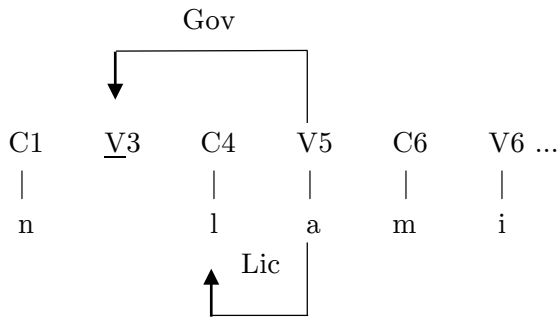 Gov
C1 V3 C4 V5 C6 V6 ...
| | | | |
n l a m i
Lic